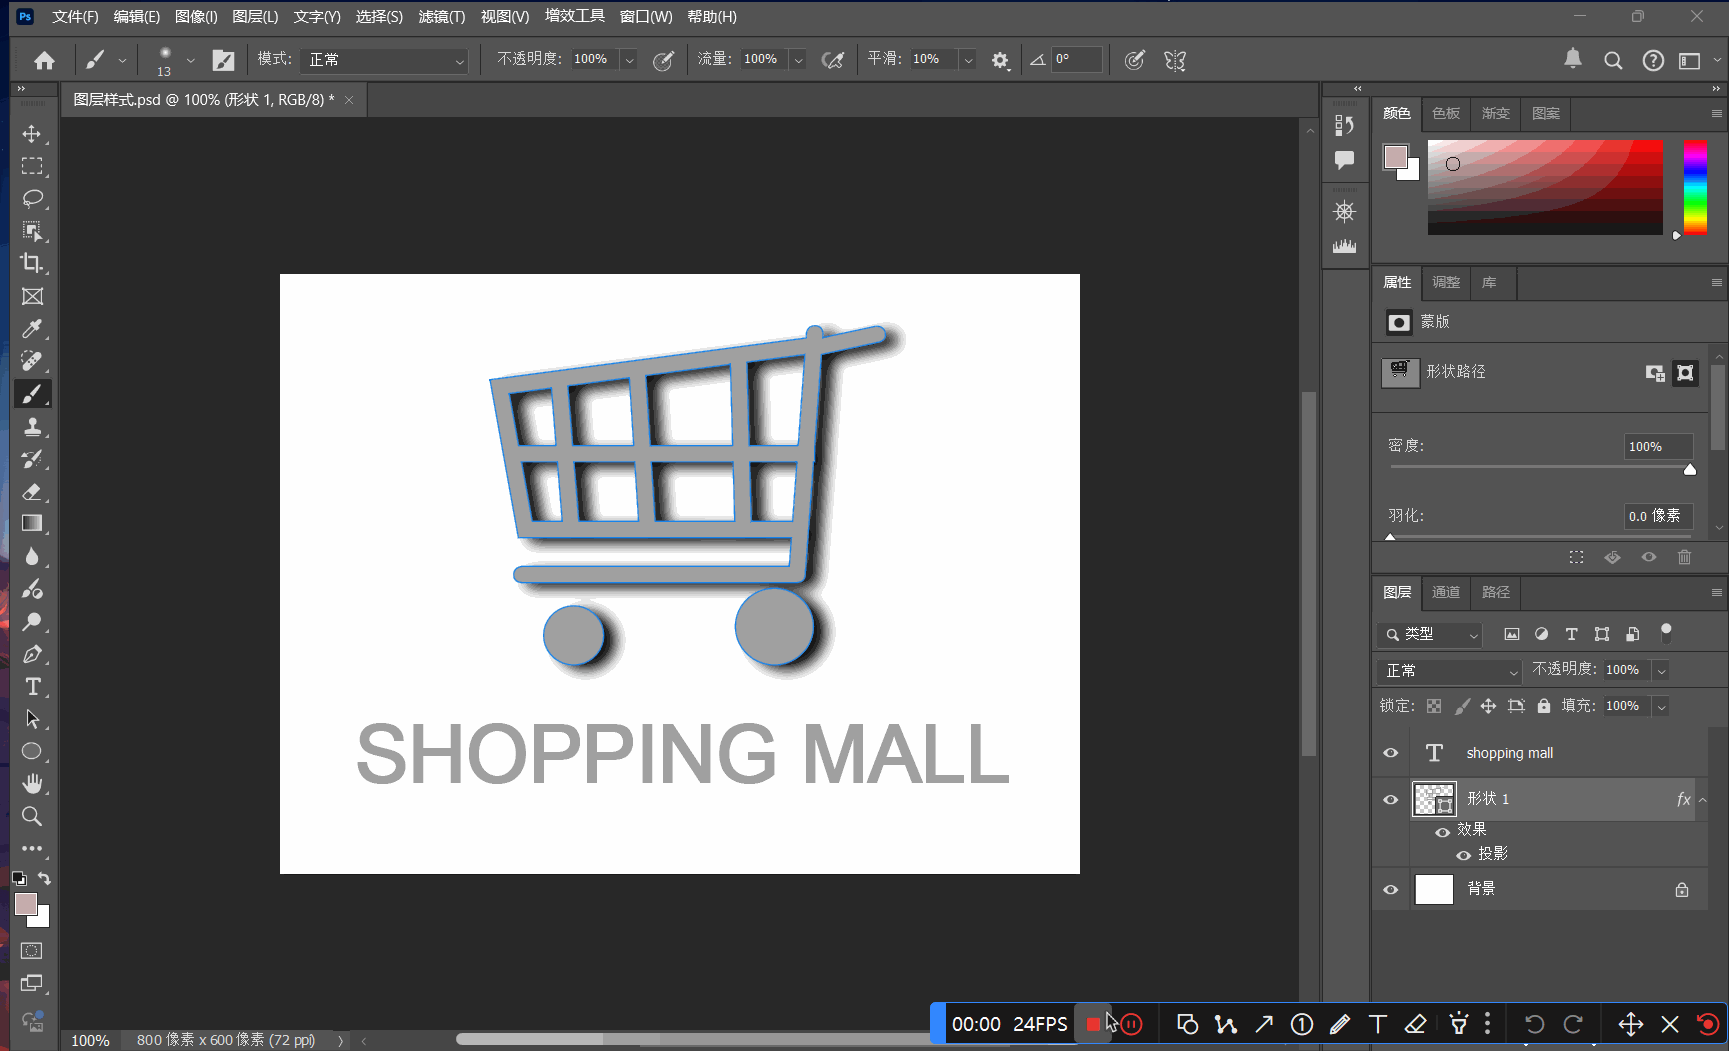 Ps 文件(F) 编辑(E) 图像(I) 图层(L) 文字(Y) 选择(S) 滤镜(T) 视图(V) 增效工具 窗口(W) 帮助(H)
13 模式: 正常 不透明度: 100% 流量: 100% 平滑: 10% 0°
图层样式.psd @ 100% (形状 1, RGB/8) *
颜色 色板 渐变 图案
属性 调整 库
蒙版
形状路径
密度: 100%
羽化: 0.0 像素
SHOPPING MALL
图层 通道 路径
类型
正常 不透明度: 100%
锁定: 填充: 100%
shopping mall
形状 1 fx
效果
投影
背景
00:00 24FPS
100% 800 像素 x 600 像素 (72 ppi)